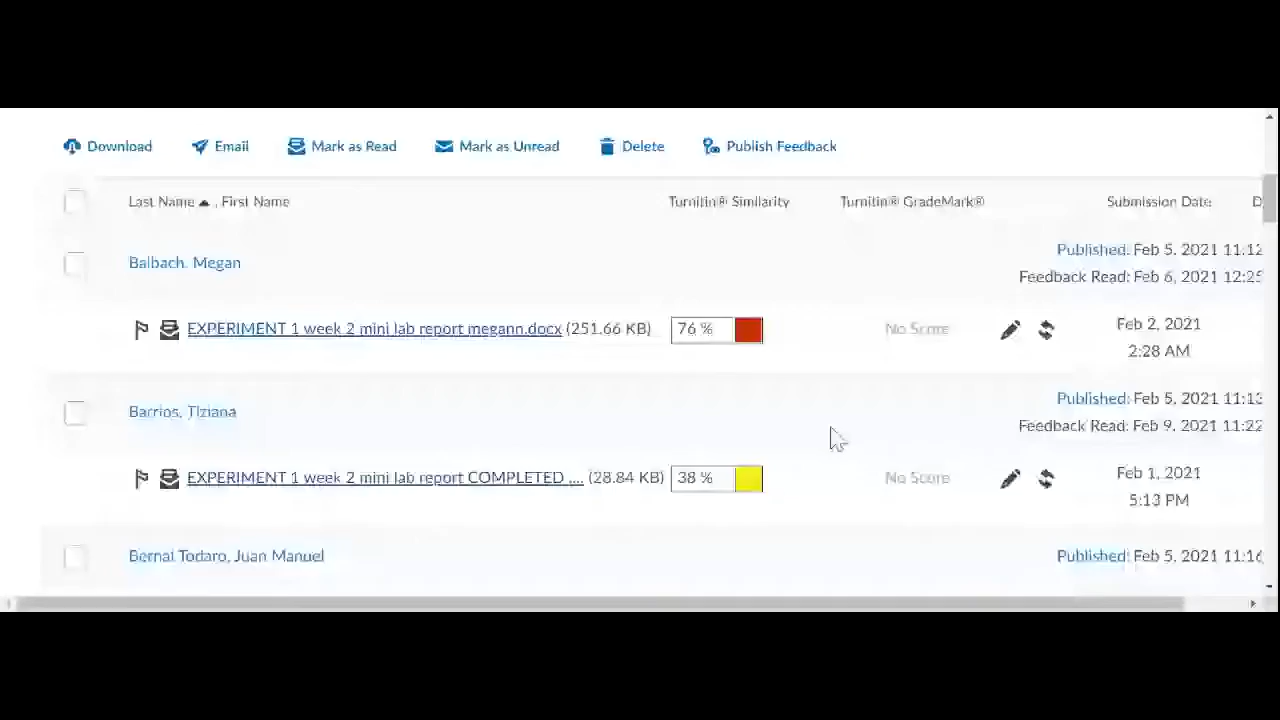 Download Email Mark as Read Mark as Unread Delete Publish Feedback
Last Name ▲ , First Name Turnitin® Similarity Turnitin® GradeMark® Submission Date D
Balbach, Megan
Published: Feb 5, 2021 11:12
Feedback Read: Feb 6, 2021 12:25
EXPERIMENT 1 week 2 mini lab report megann.docx (251.66 KB) 76 % No Score Feb 2, 2021
2:28 AM
Barrios, Tiziana
Published: Feb 5, 2021 11:13
Feedback Read: Feb 9, 2021 11:22
EXPERIMENT 1 week 2 mini lab report COMPLETED .... (28.84 KB) 38 % No Score Feb 1, 2021
5:13 PM
Bernal Todaro, Juan Manuel Published: Feb 5, 2021 11:16